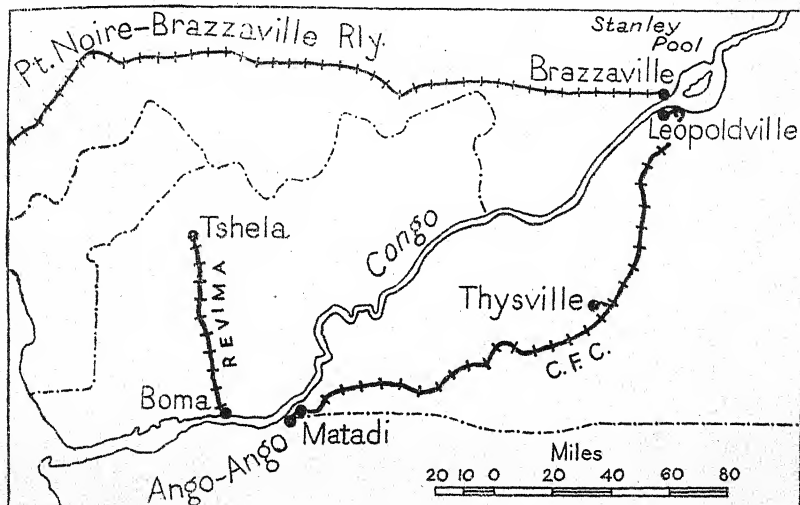 Stanley
Pool
Pt. Noire-Brazzaville Rly.
Brazzaville
Leopoldville
Tshela
Congo
REVIMA
Thysville
C.F.C.
Boma
Matadi
Ango-Ango
Miles
20 10 0 20 40 60 80